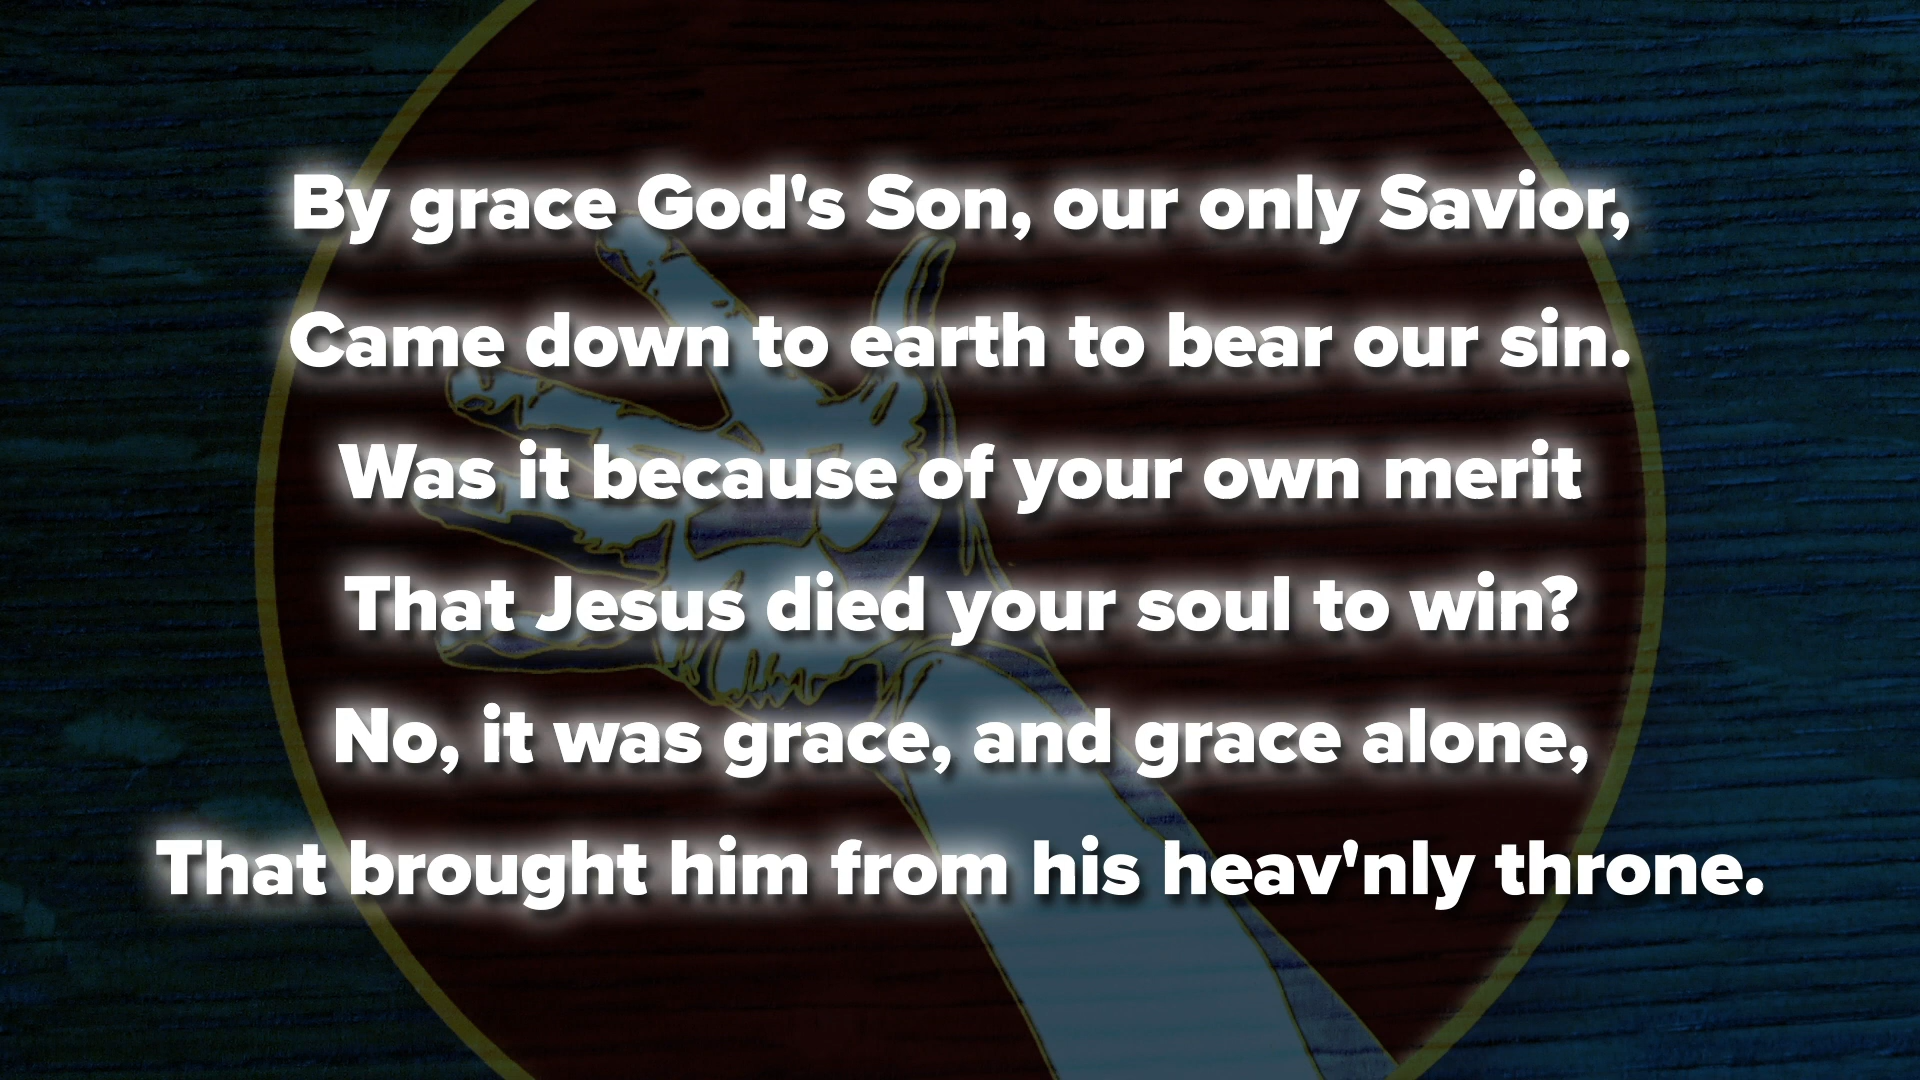 By grace God's Son, our only Savior,
Came down to earth to bear our sin.
Was it because of your own merit
That Jesus died your soul to win?
No, it was grace, and grace alone,
That brought him from his heav'nly throne.